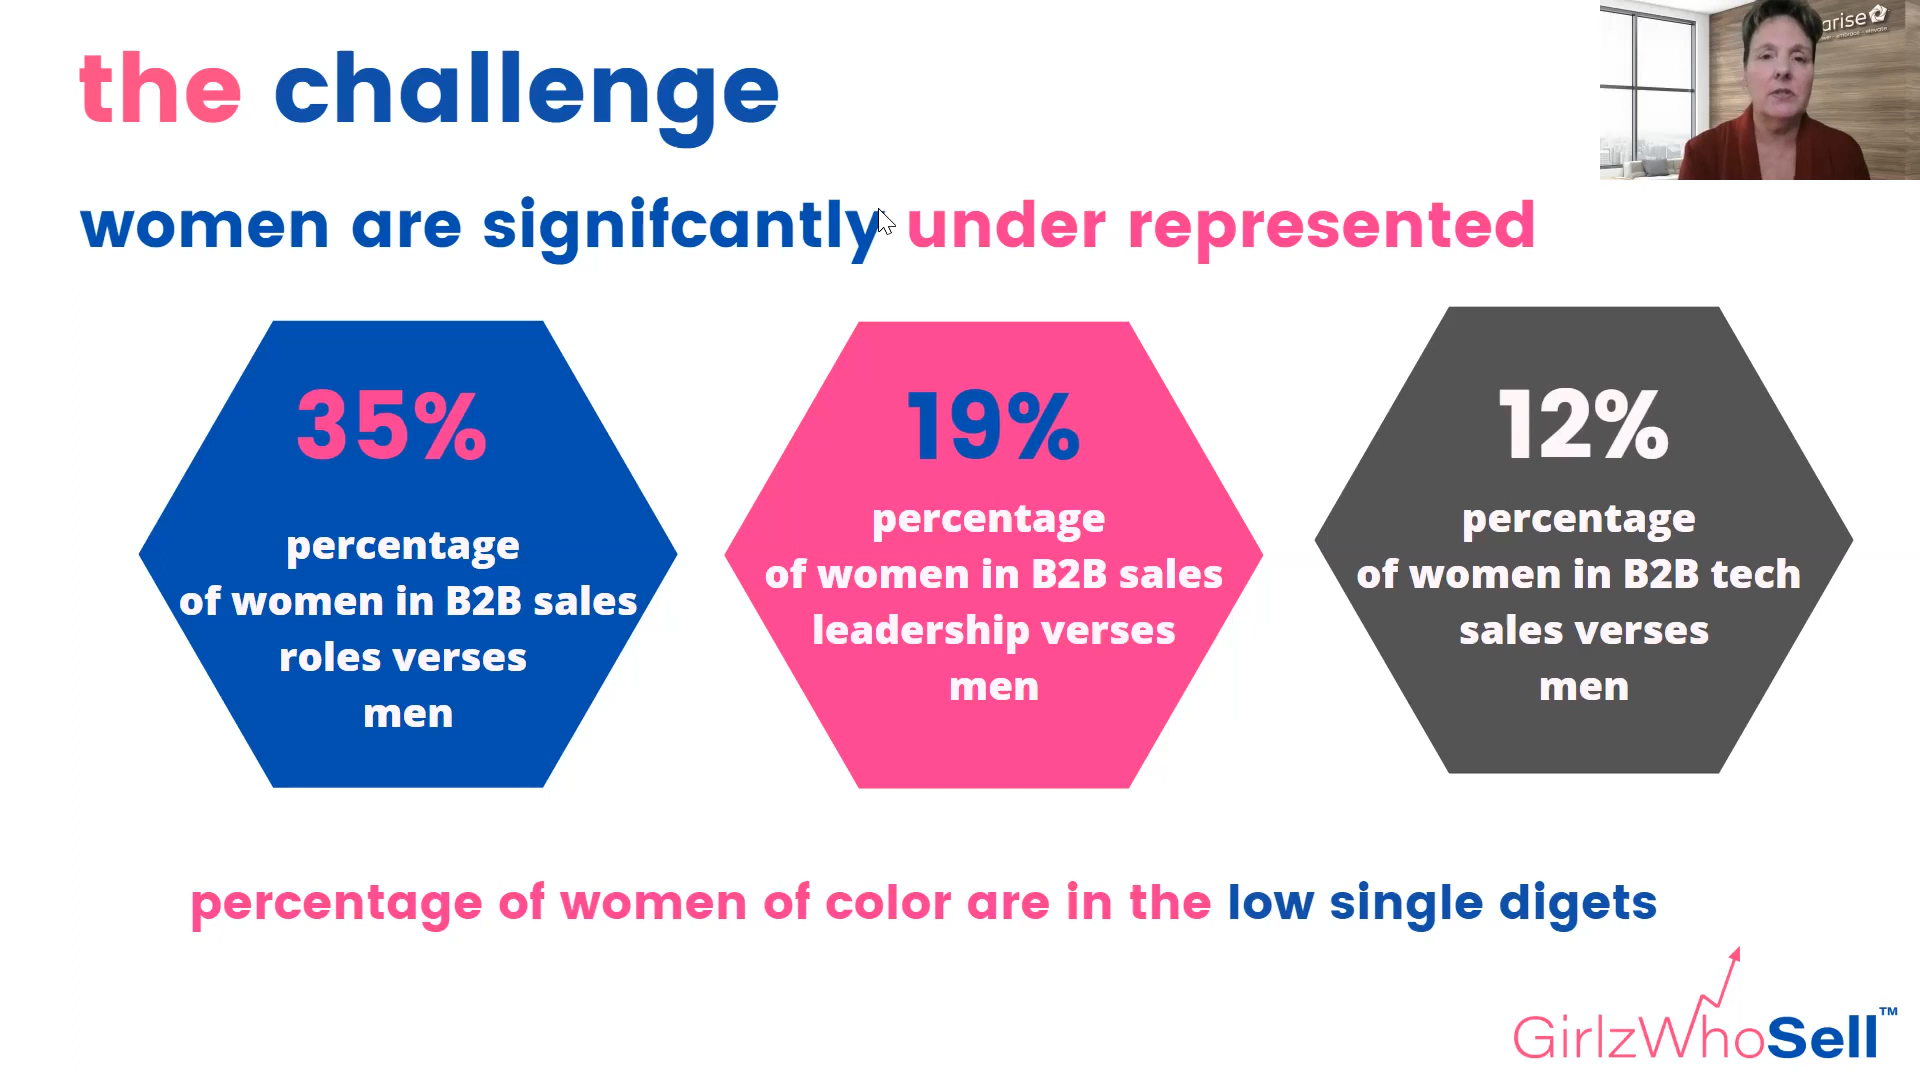 the challenge
arise
women are signifcantly under represented
35%
percentage
of women in B2B sales
roles verses
men
19%
percentage
of women in B2B sales
leadership verses
men
12%
percentage
of women in B2B tech
sales verses
men
percentage of women of color are in the low single digets
GirlzWhoSell™